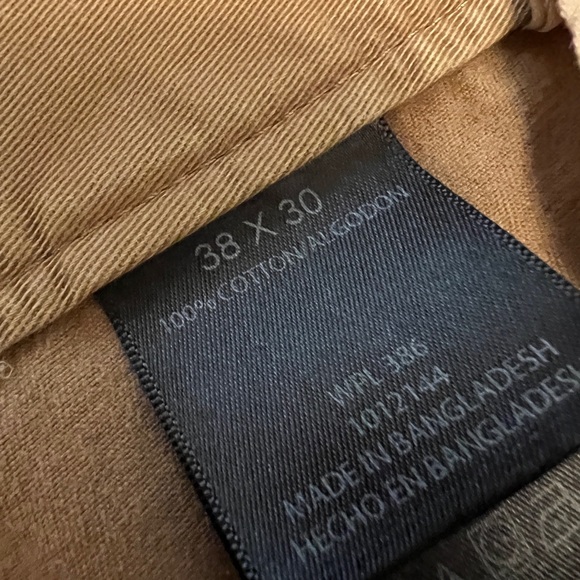 38 X 30
100% COTTON ALGODON
WPL 386
1012144
MADE IN BANGLADESH
HECHO EN BANGLADESH